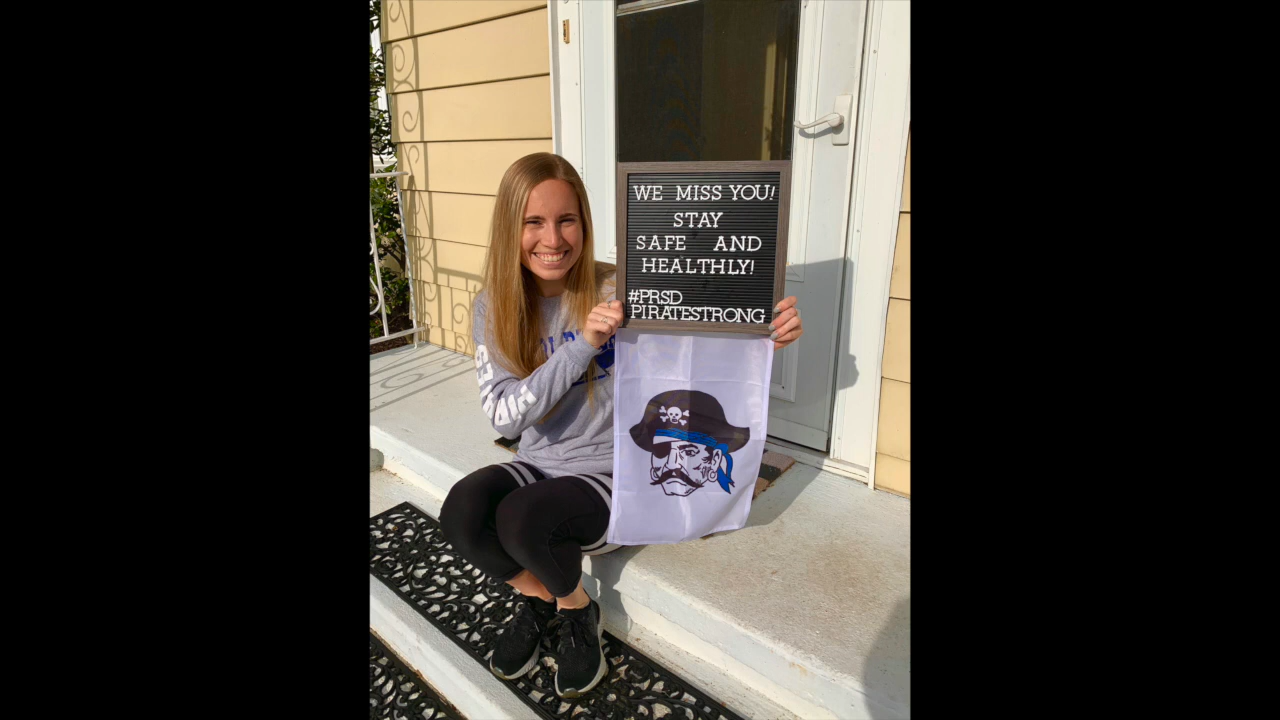 WE MISS YOU!
STAY
SAFE AND
HEALTHLY!
#PRSD
PIRATESTRONG